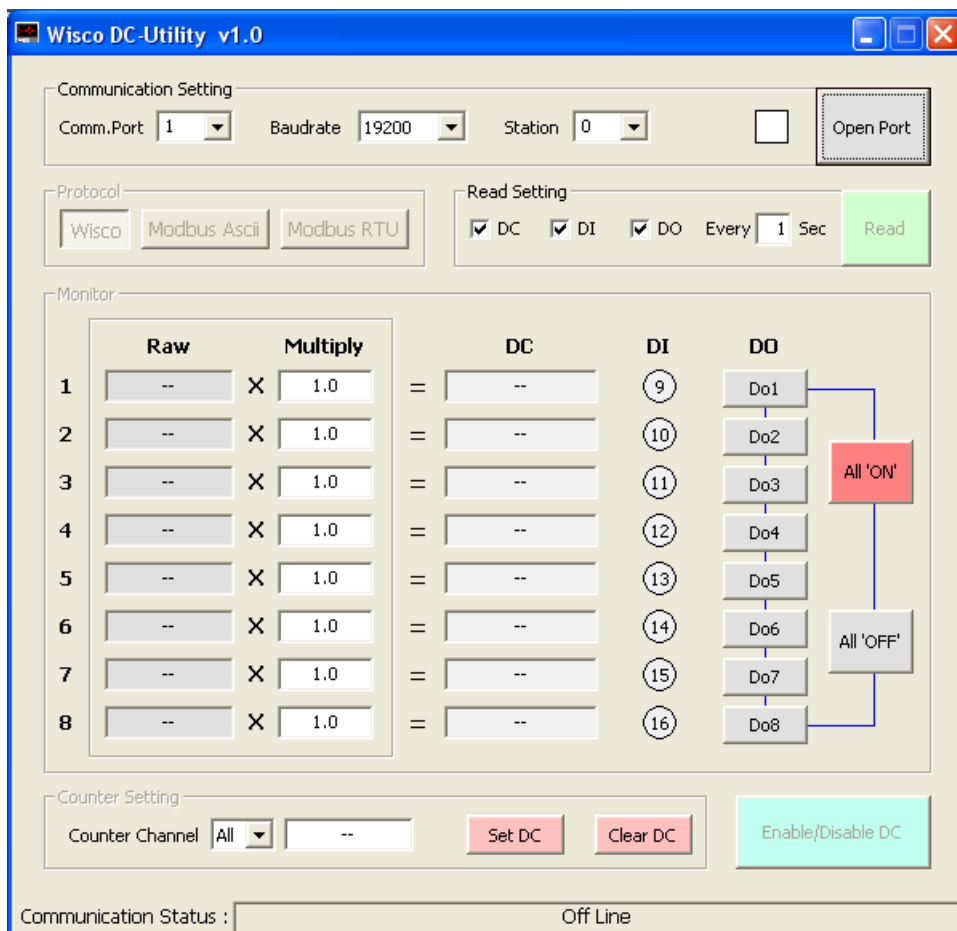 Wisco DC-Utility v1.0
Communication Setting
Comm.Port 1 Baudrate 19200 Station 0 Open Port
Protocol
Wisco Modbus Ascii Modbus RTU
Read Setting
DC DI DO Every 1 Sec Read
Monitor
Raw Multiply DC DI DO
1 -- X 1.0 = -- 9 Do1
2 -- X 1.0 = -- 10 Do2
3 -- X 1.0 = -- 11 Do3
All 'ON'
4 -- X 1.0 = -- 12 Do4
5 -- X 1.0 = -- 13 Do5
6 -- X 1.0 = -- 14 Do6
All 'OFF'
7 -- X 1.0 = -- 15 Do7
8 -- X 1.0 = -- 16 Do8
Counter Setting
Counter Channel All -- Set DC Clear DC
Enable/Disable DC
Communication Status : Off Line